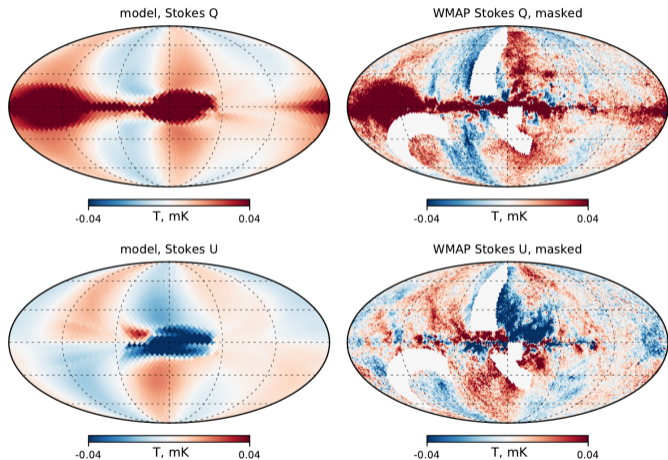 model, Stokes Q
WMAP Stokes Q, masked
-0.04 T, mK 0.04
-0.04 T, mK 0.04
model, Stokes U
WMAP Stokes U, masked
-0.04 T, mK 0.04
-0.04 T, mK 0.04